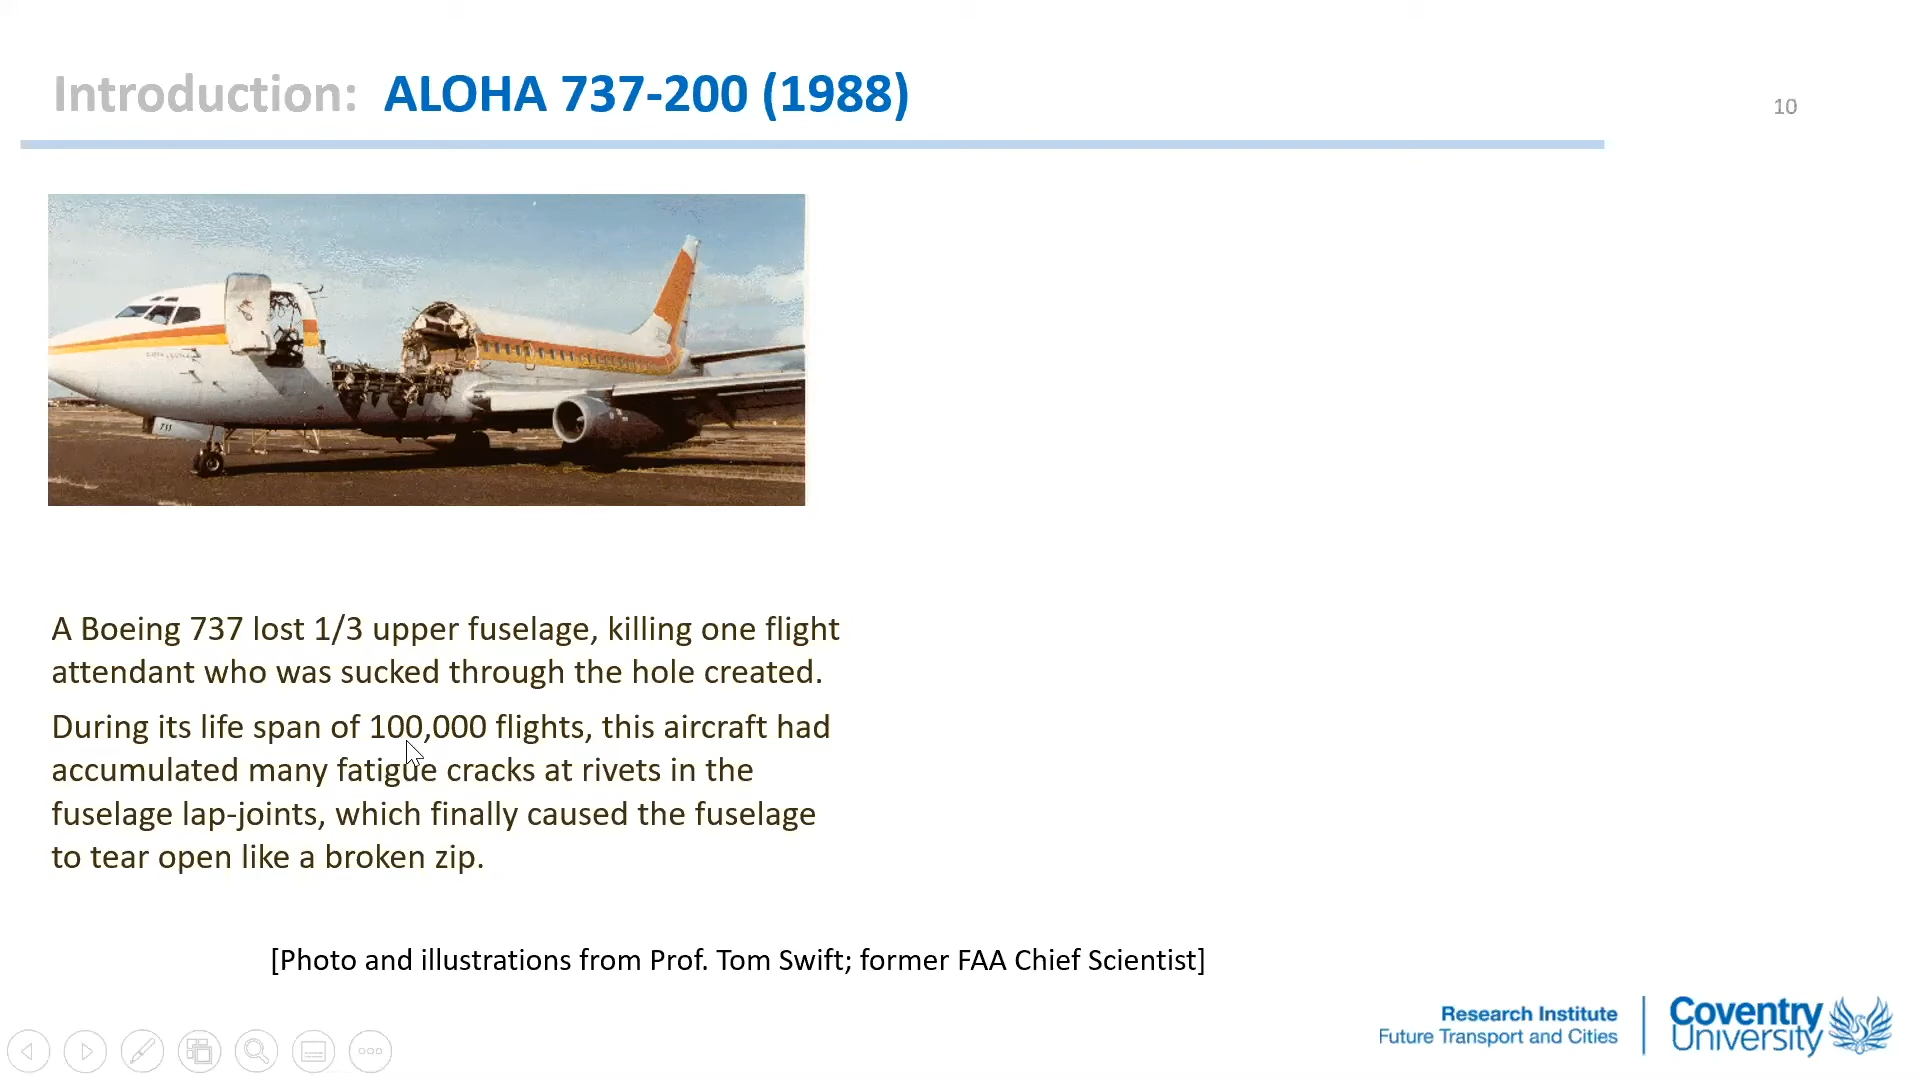 Introduction: ALOHA 737-200 (1988)
10
A Boeing 737 lost 1/3 upper fuselage, killing one flight
attendant who was sucked through the hole created.
During its life span of 100,000 flights, this aircraft had
accumulated many fatigue cracks at rivets in the
fuselage lap-joints, which finally caused the fuselage
to tear open like a broken zip.
[Photo and illustrations from Prof. Tom Swift; former FAA Chief Scientist]
Research Institute
Future Transport and Cities
Coventry
University